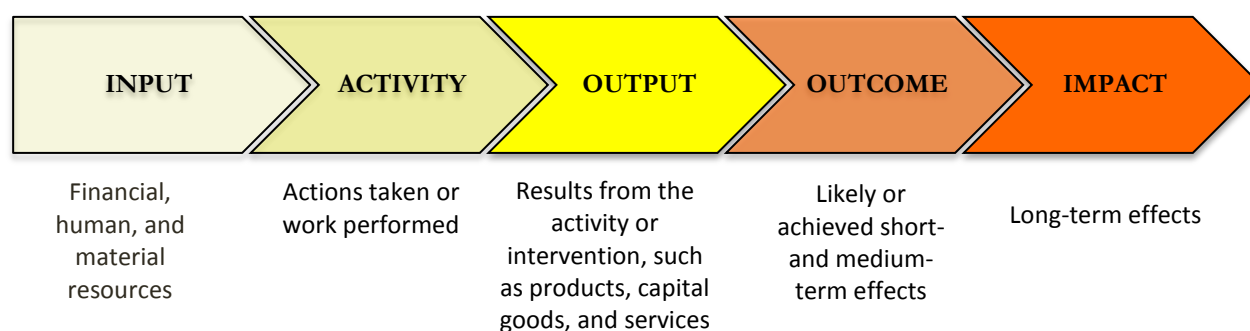 INPUT
ACTIVITY
OUTPUT
OUTCOME
IMPACT
Financial,
human, and
material
resources
Actions taken or
work performed
Results from the
activity or
intervention, such
as products, capital
goods, and services
Likely or
achieved short-
and medium-
term effects
Long-term effects